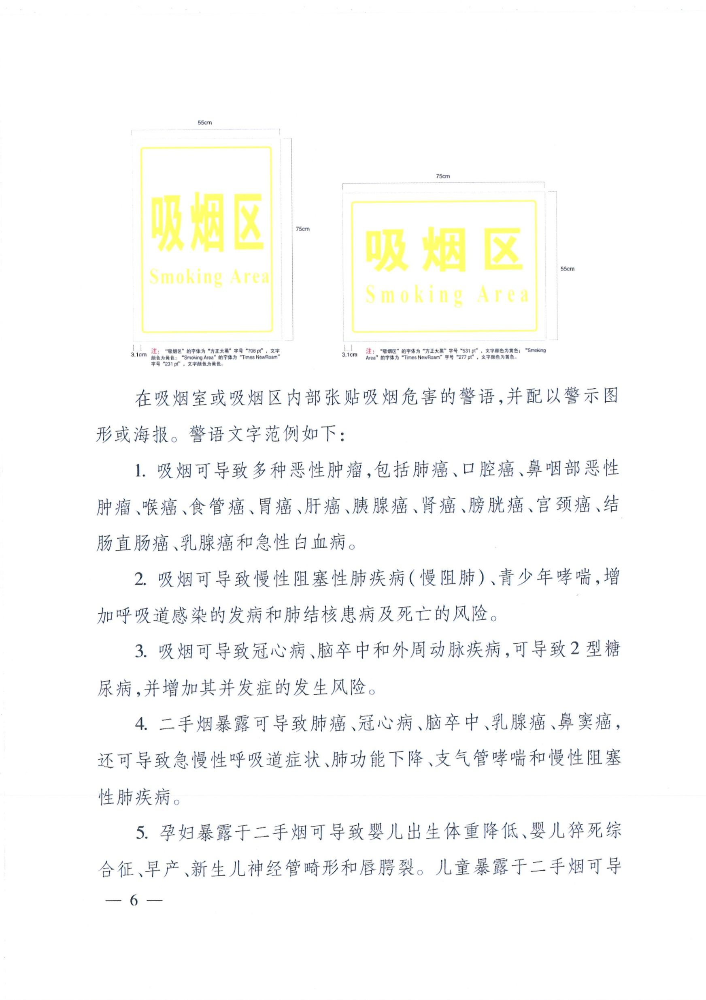 55cm
吸烟区
Smoking Area
75cm
3.1cm
注：“吸烟区”的字体为“方正大黑”字号“708 pt”，文字
颜色为黄色；“Smoking Area”的字体为“Times NewRoam”
字号“231 pt”，文字颜色为黄色。
75cm
吸烟区
Smoking Area
55cm
3.1cm
注：“吸烟区”的字体为“方正大黑”字号“531 pt”，文字颜色为黄色；“Smoking
Area”的字体为“Times NewRoam”字号“277 pt”，文字颜色为黄色。
在吸烟室或吸烟区内部张贴吸烟危害的警语，并配以警示图
形或海报。警语文字范例如下：
1. 吸烟可导致多种恶性肿瘤，包括肺癌、口腔癌、鼻咽部恶性
肿瘤、喉癌、食管癌、胃癌、肝癌、胰腺癌、肾癌、膀胱癌、宫颈癌、结
肠直肠癌、乳腺癌和急性白血病。
2. 吸烟可导致慢性阻塞性肺疾病（慢阻肺）、青少年哮喘，增
加呼吸道感染的发病和肺结核患病及死亡的风险。
3. 吸烟可导致冠心病、脑卒中和外周动脉疾病，可导致2型糖
尿病，并增加其并发症的发生风险。
4. 二手烟暴露可导致肺癌、冠心病、脑卒中、乳腺癌、鼻窦癌，
还可导致急慢性呼吸道症状、肺功能下降、支气管哮喘和慢性阻塞
性肺疾病。
5. 孕妇暴露于二手烟可导致婴儿出生体重降低、婴儿猝死综
合征、早产、新生儿神经管畸形和唇腭裂。儿童暴露于二手烟可导
— 6 —